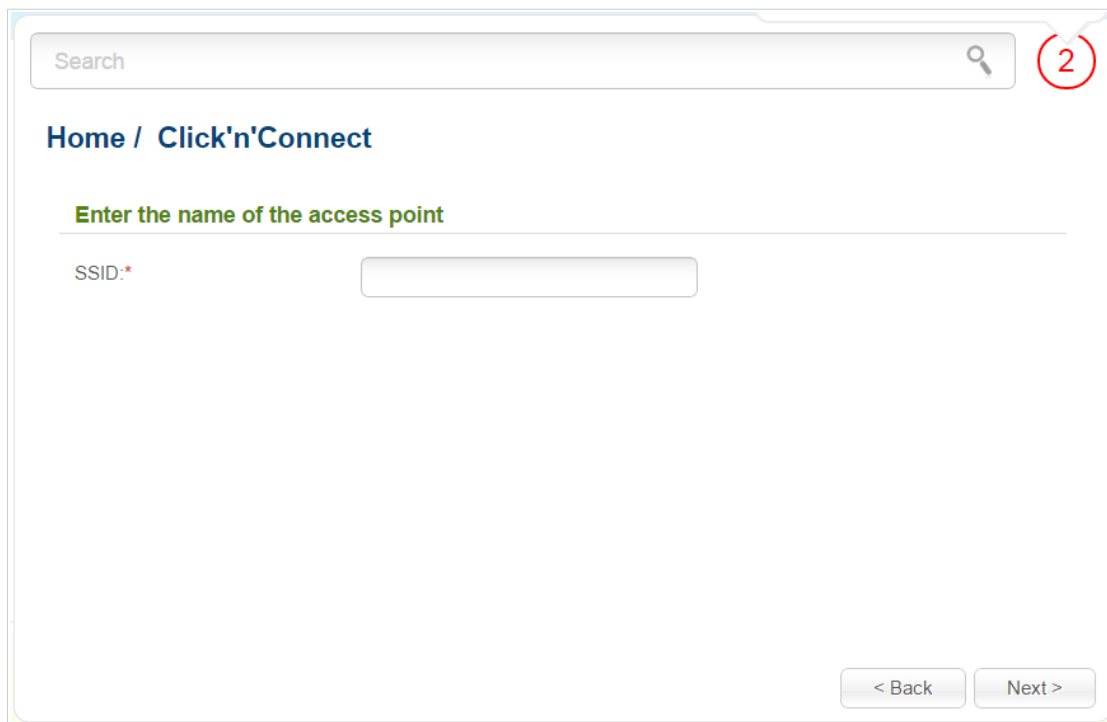 Search
2
Home / Click'n'Connect
Enter the name of the access point
SSID:*
< Back
Next >